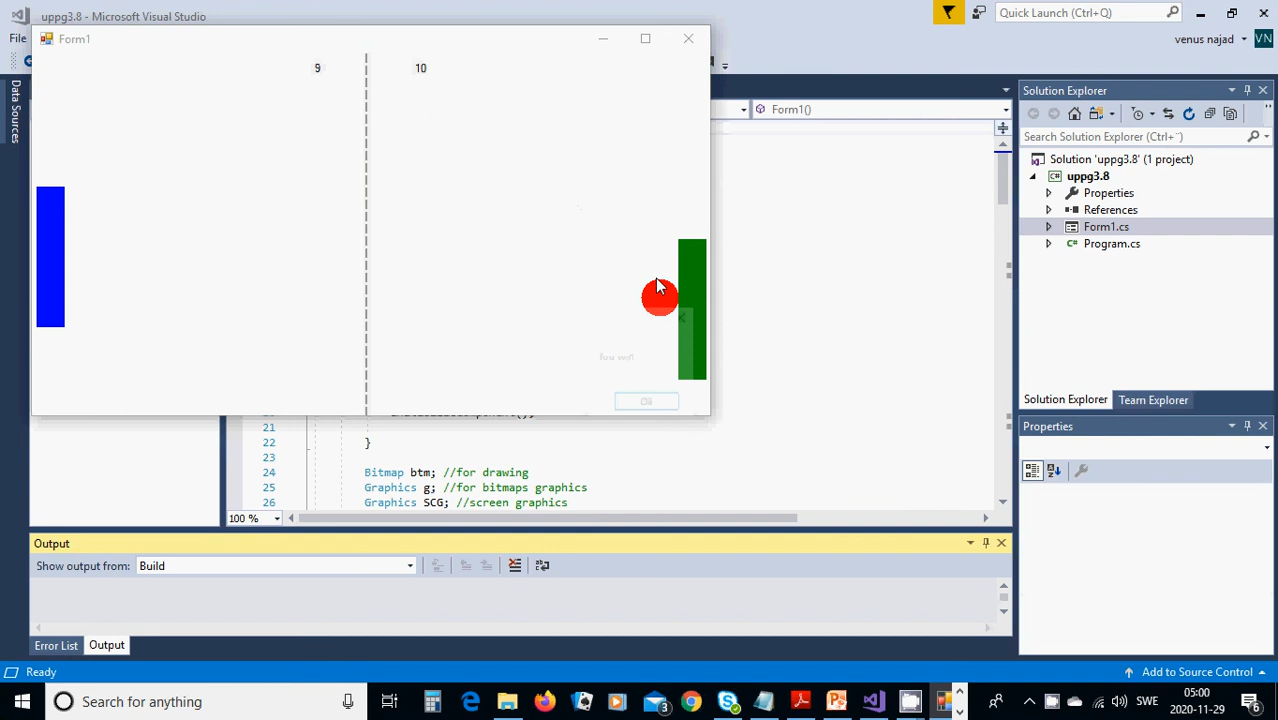 uppg3.8 - Microsoft Visual Studio
Quick Launch (Ctrl+Q)
File
venus najad
VN
Form1
9
10
Data Sources
Form1()
Solution Explorer
Search Solution Explorer (Ctrl+¨)
Solution 'uppg3.8' (1 project)
uppg3.8
Properties
References
Form1.cs
Program.cs
Solution Explorer
Team Explorer
Properties
21
22 }
23
24 Bitmap btm; //for drawing
25 Graphics g; //for bitmaps graphics
26 Graphics SCG; //screen graphics
100 %
Output
Show output from: Build
Error List
Output
Ready
Add to Source Control
Search for anything
3
SWE
05:00
2020-11-29
6